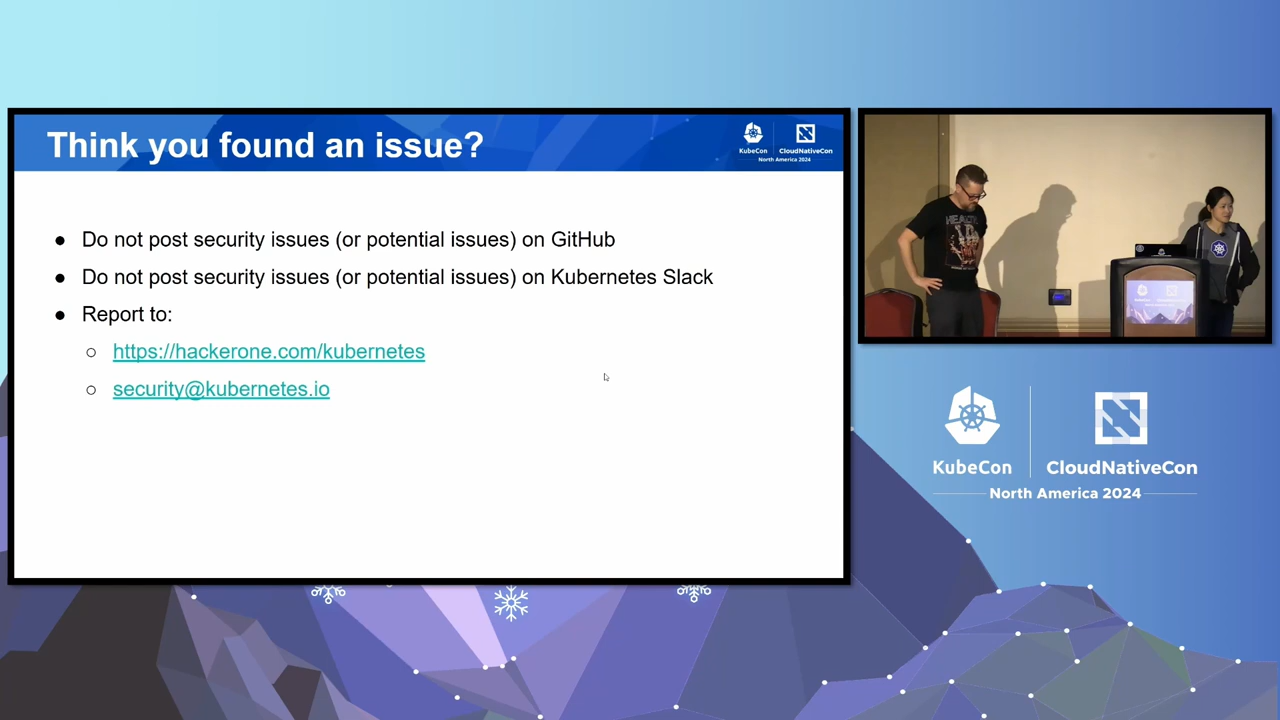 Think you found an issue?
KubeCon
CloudNativeCon
North America 2024
● Do not post security issues (or potential issues) on GitHub
● Do not post security issues (or potential issues) on Kubernetes Slack
● Report to:
○ https://hackerone.com/kubernetes
○ security@kubernetes.io
KubeCon
CloudNativeCon
North America 2024